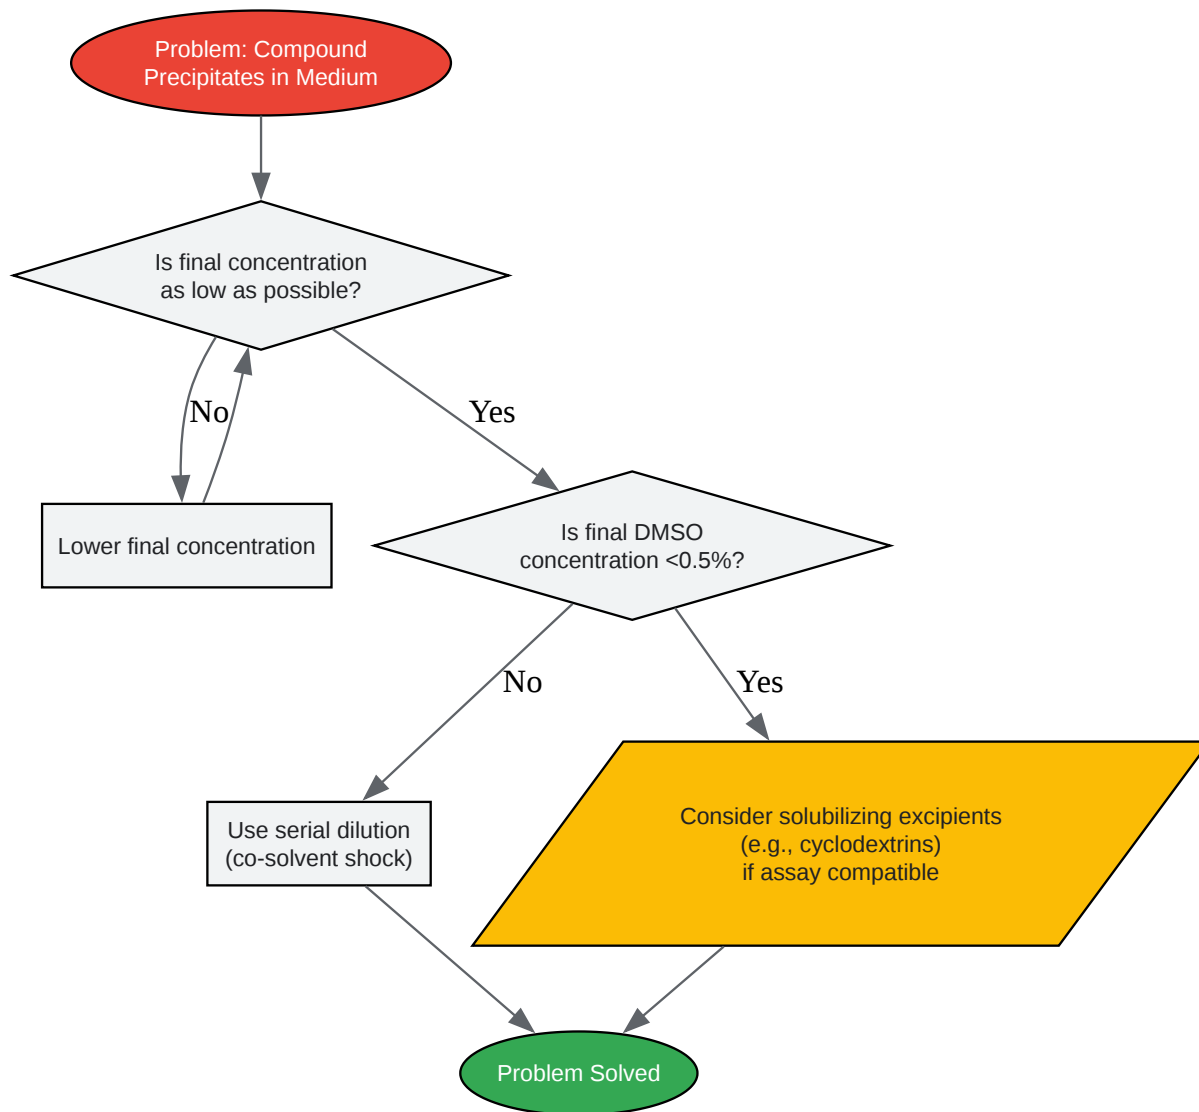 Problem: Compound
Precipitates in Medium
Is final concentration
as low as possible?
No
Yes
Lower final concentration
Is final DMSO
concentration <0.5%?
No
Yes
Use serial dilution
(co-solvent shock)
Consider solubilizing excipients
(e.g., cyclodextrins)
if assay compatible
Problem Solved